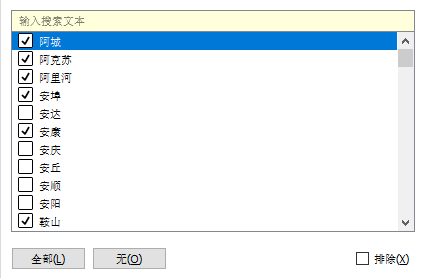 输入搜索文本
阿城
阿克苏
阿里河
安埠
安达
安康
安庆
安丘
安顺
安阳
鞍山
全部(L)
无(O)
排除(X)